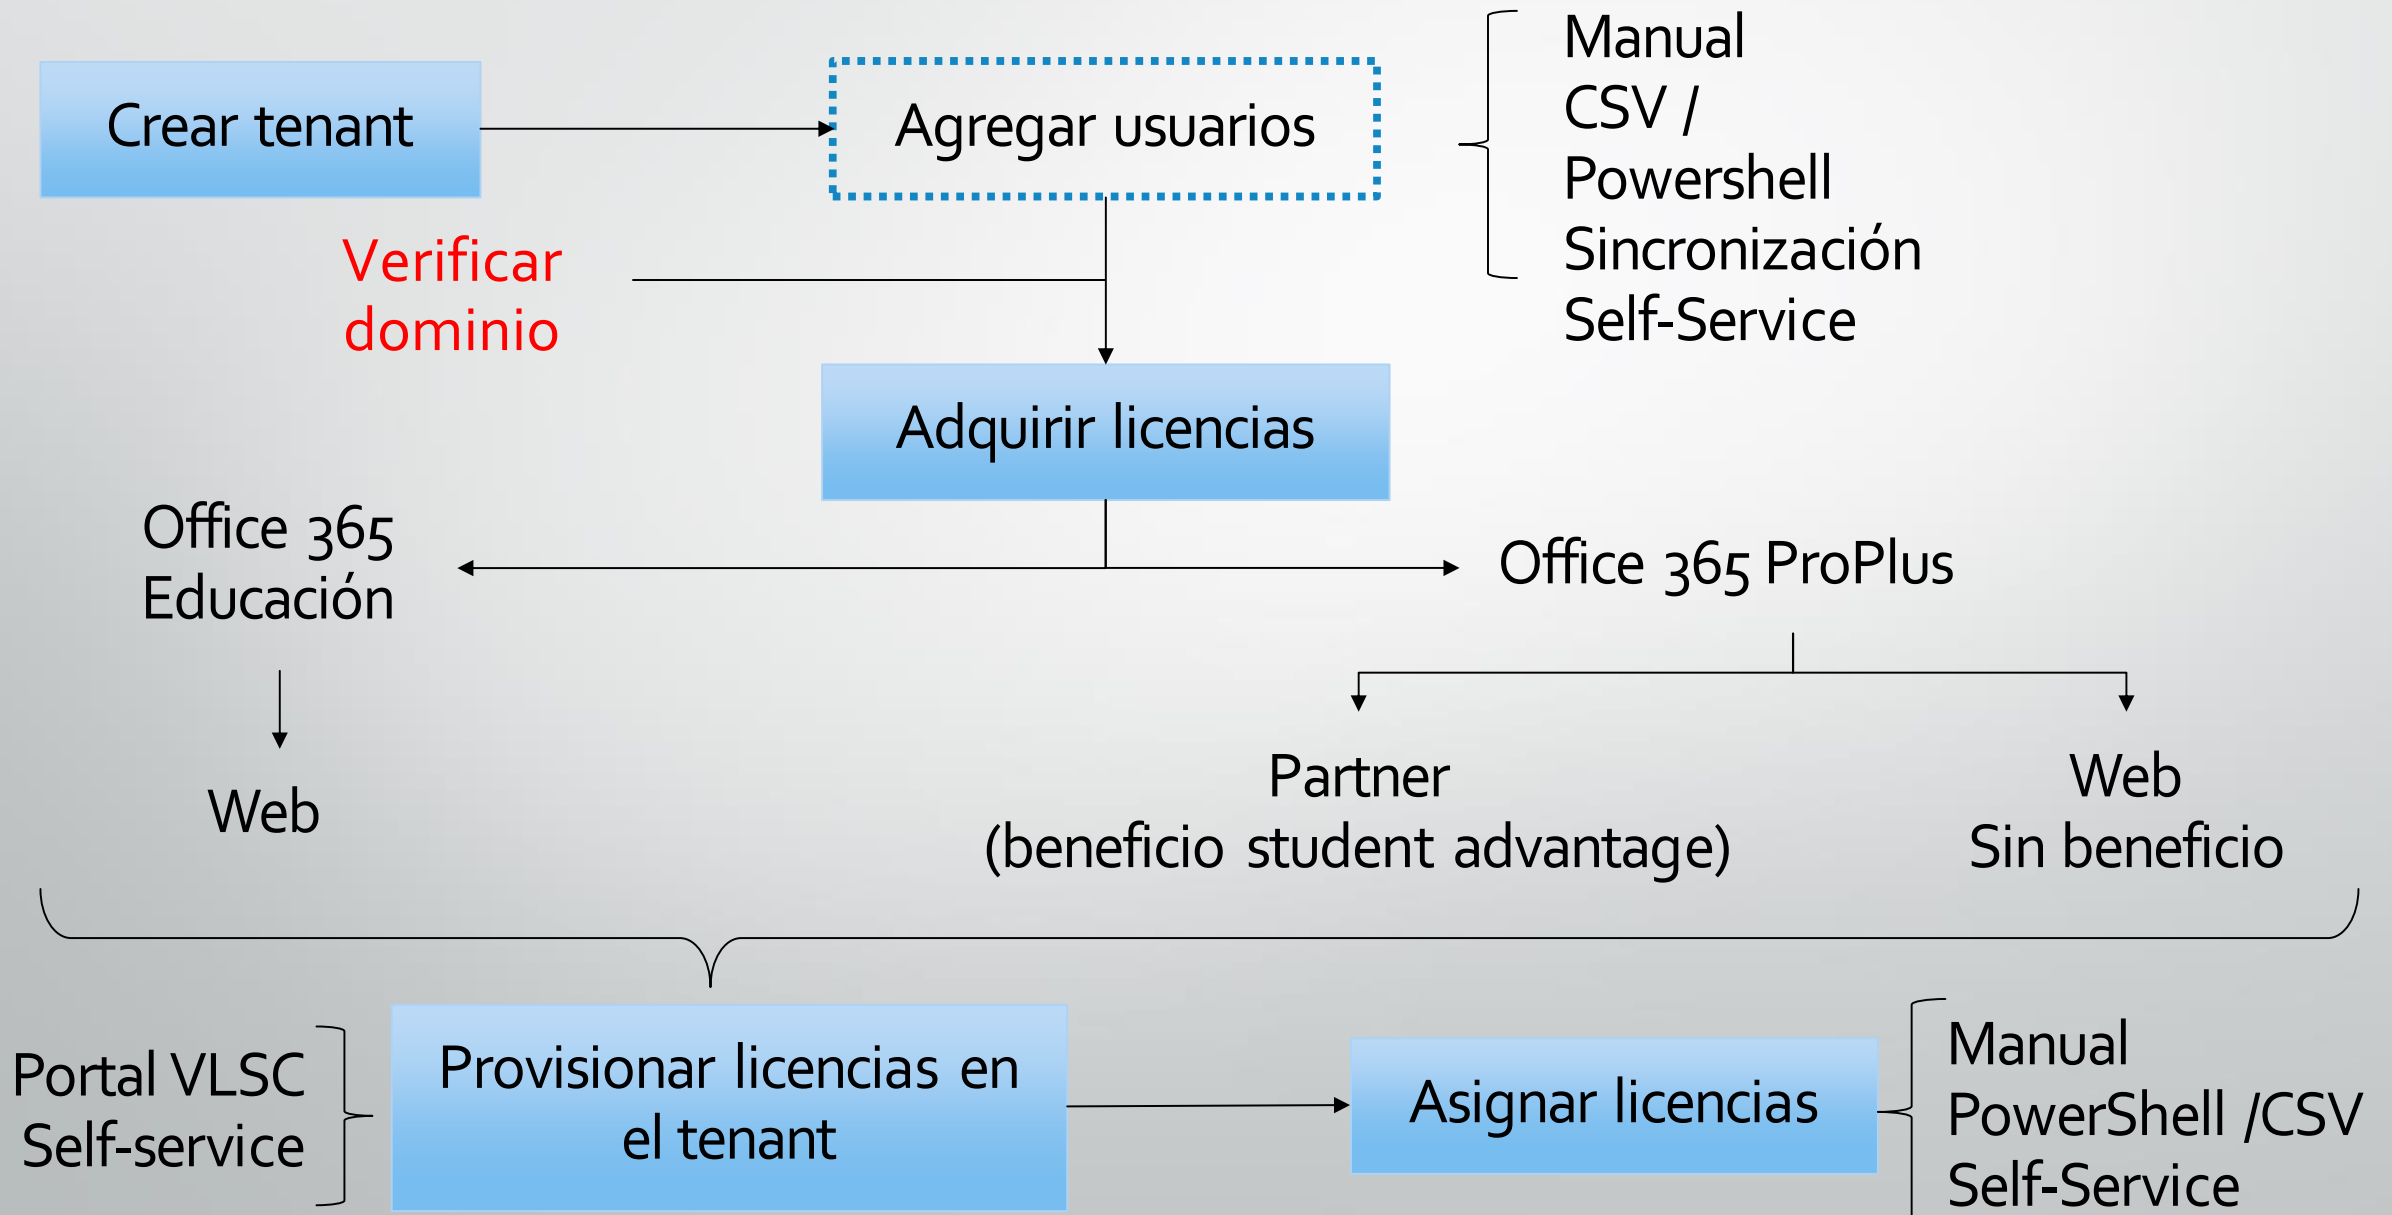 Crear tenant
Agregar usuarios
Manual
CSV /
Powershell
Sincronización
Self-Service
Verificar
dominio
Adquirir licencias
Office 365
Educación
Office 365 ProPlus
Web
Partner
(beneficio student advantage)
Web
Sin beneficio
Portal VLSC
Self-service
Provisionar licencias en
el tenant
Asignar licencias
Manual
PowerShell /CSV
Self-Service